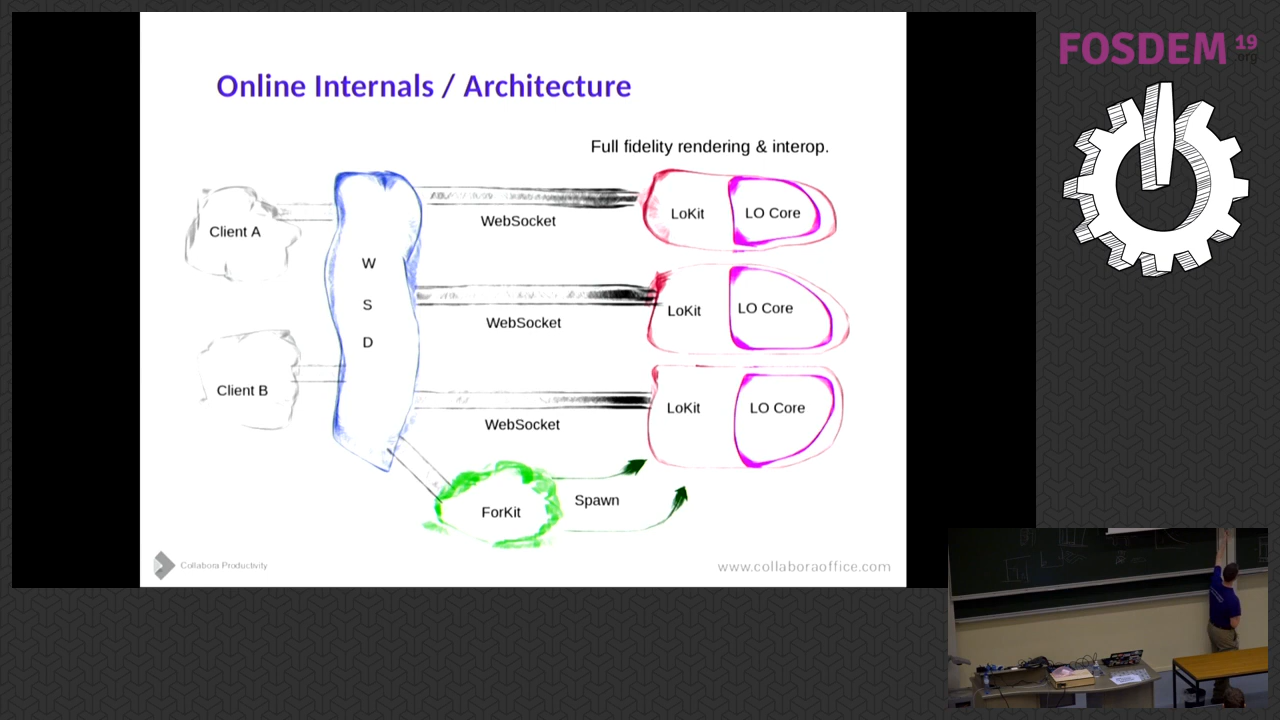 Online Internals / Architecture
Full fidelity rendering & interop.
Client A
WebSocket
LoKit
LO Core
W
S
D
WebSocket
LoKit
LO Core
Client B
WebSocket
LoKit
LO Core
ForKit
Spawn
Collabora Productivity
www.collaboraoffice.com
FOSDEM 19
.org